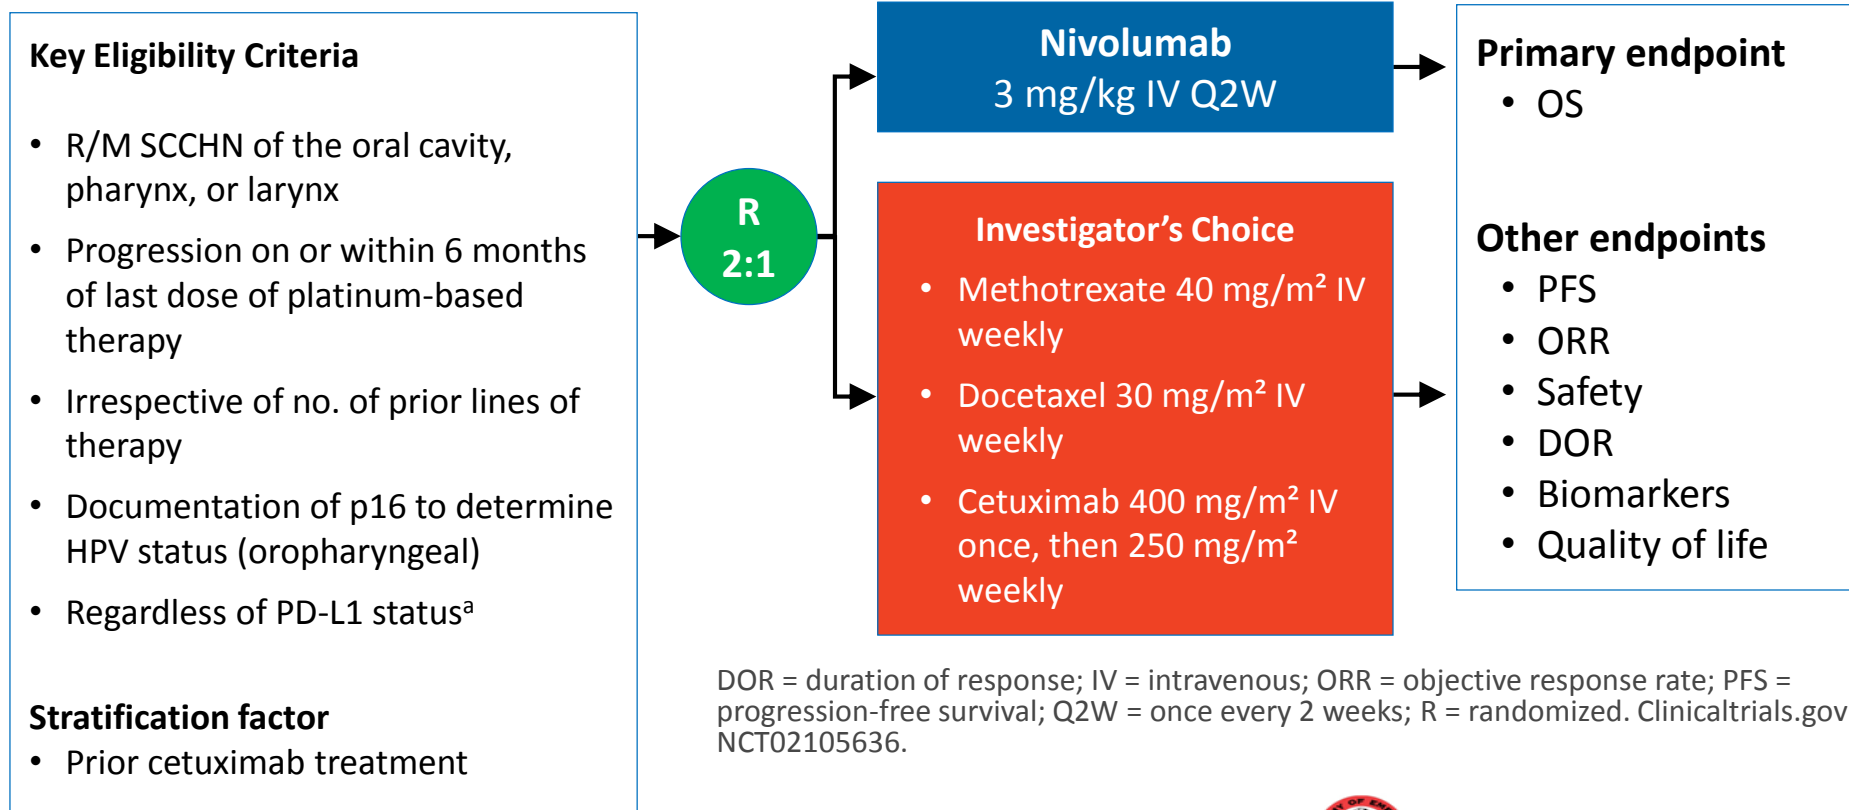 Key Eligibility Criteria
• R/M SCCHN of the oral cavity,
pharynx, or larynx
• Progression on or within 6 months
of last dose of platinum-based
therapy
• Irrespective of no. of prior lines of
therapy
• Documentation of p16 to determine
HPV status (oropharyngeal)
• Regardless of PD-L1 statusᵃ
Stratification factor
• Prior cetuximab treatment
R
2:1
Nivolumab
3 mg/kg IV Q2W
Investigator’s Choice
• Methotrexate 40 mg/m² IV
weekly
• Docetaxel 30 mg/m² IV
weekly
• Cetuximab 400 mg/m² IV
once, then 250 mg/m²
weekly
Primary endpoint
• OS
Other endpoints
• PFS
• ORR
• Safety
• DOR
• Biomarkers
• Quality of life
DOR = duration of response; IV = intravenous; ORR = objective response rate; PFS =
progression-free survival; Q2W = once every 2 weeks; R = randomized. Clinicaltrials.gov
NCT02105636.